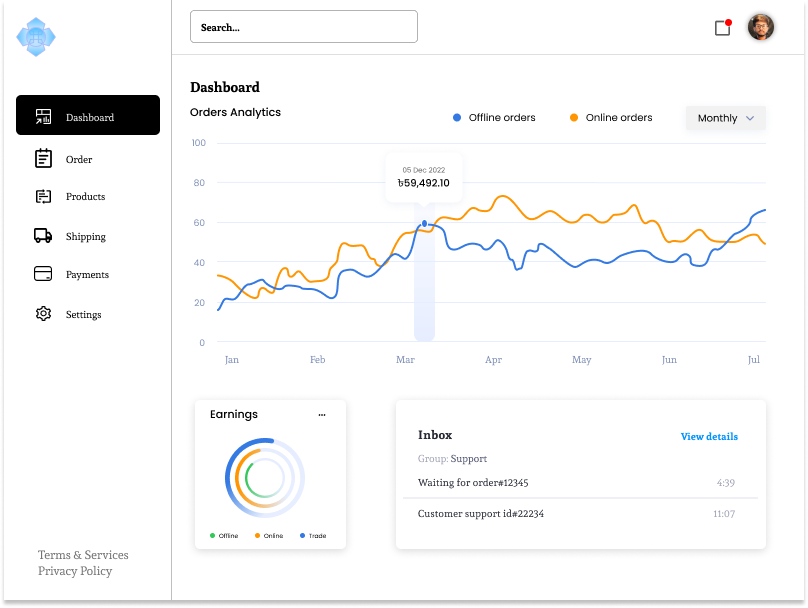 Search...
Dashboard
Order
Products
Shipping
Payments
Settings
Terms & Services
Privacy Policy
Dashboard
Orders Analytics
Offline orders
Online orders
Monthly
100
80
60
40
20
0
05 Dec 2022
৳59,492.10
Jan Feb Mar Apr May Jun Jul
Earnings ...
Offline Online Trade
Inbox View details
Group: Support
Waiting for order#12345 4:39
Customer support id#22234 11:07